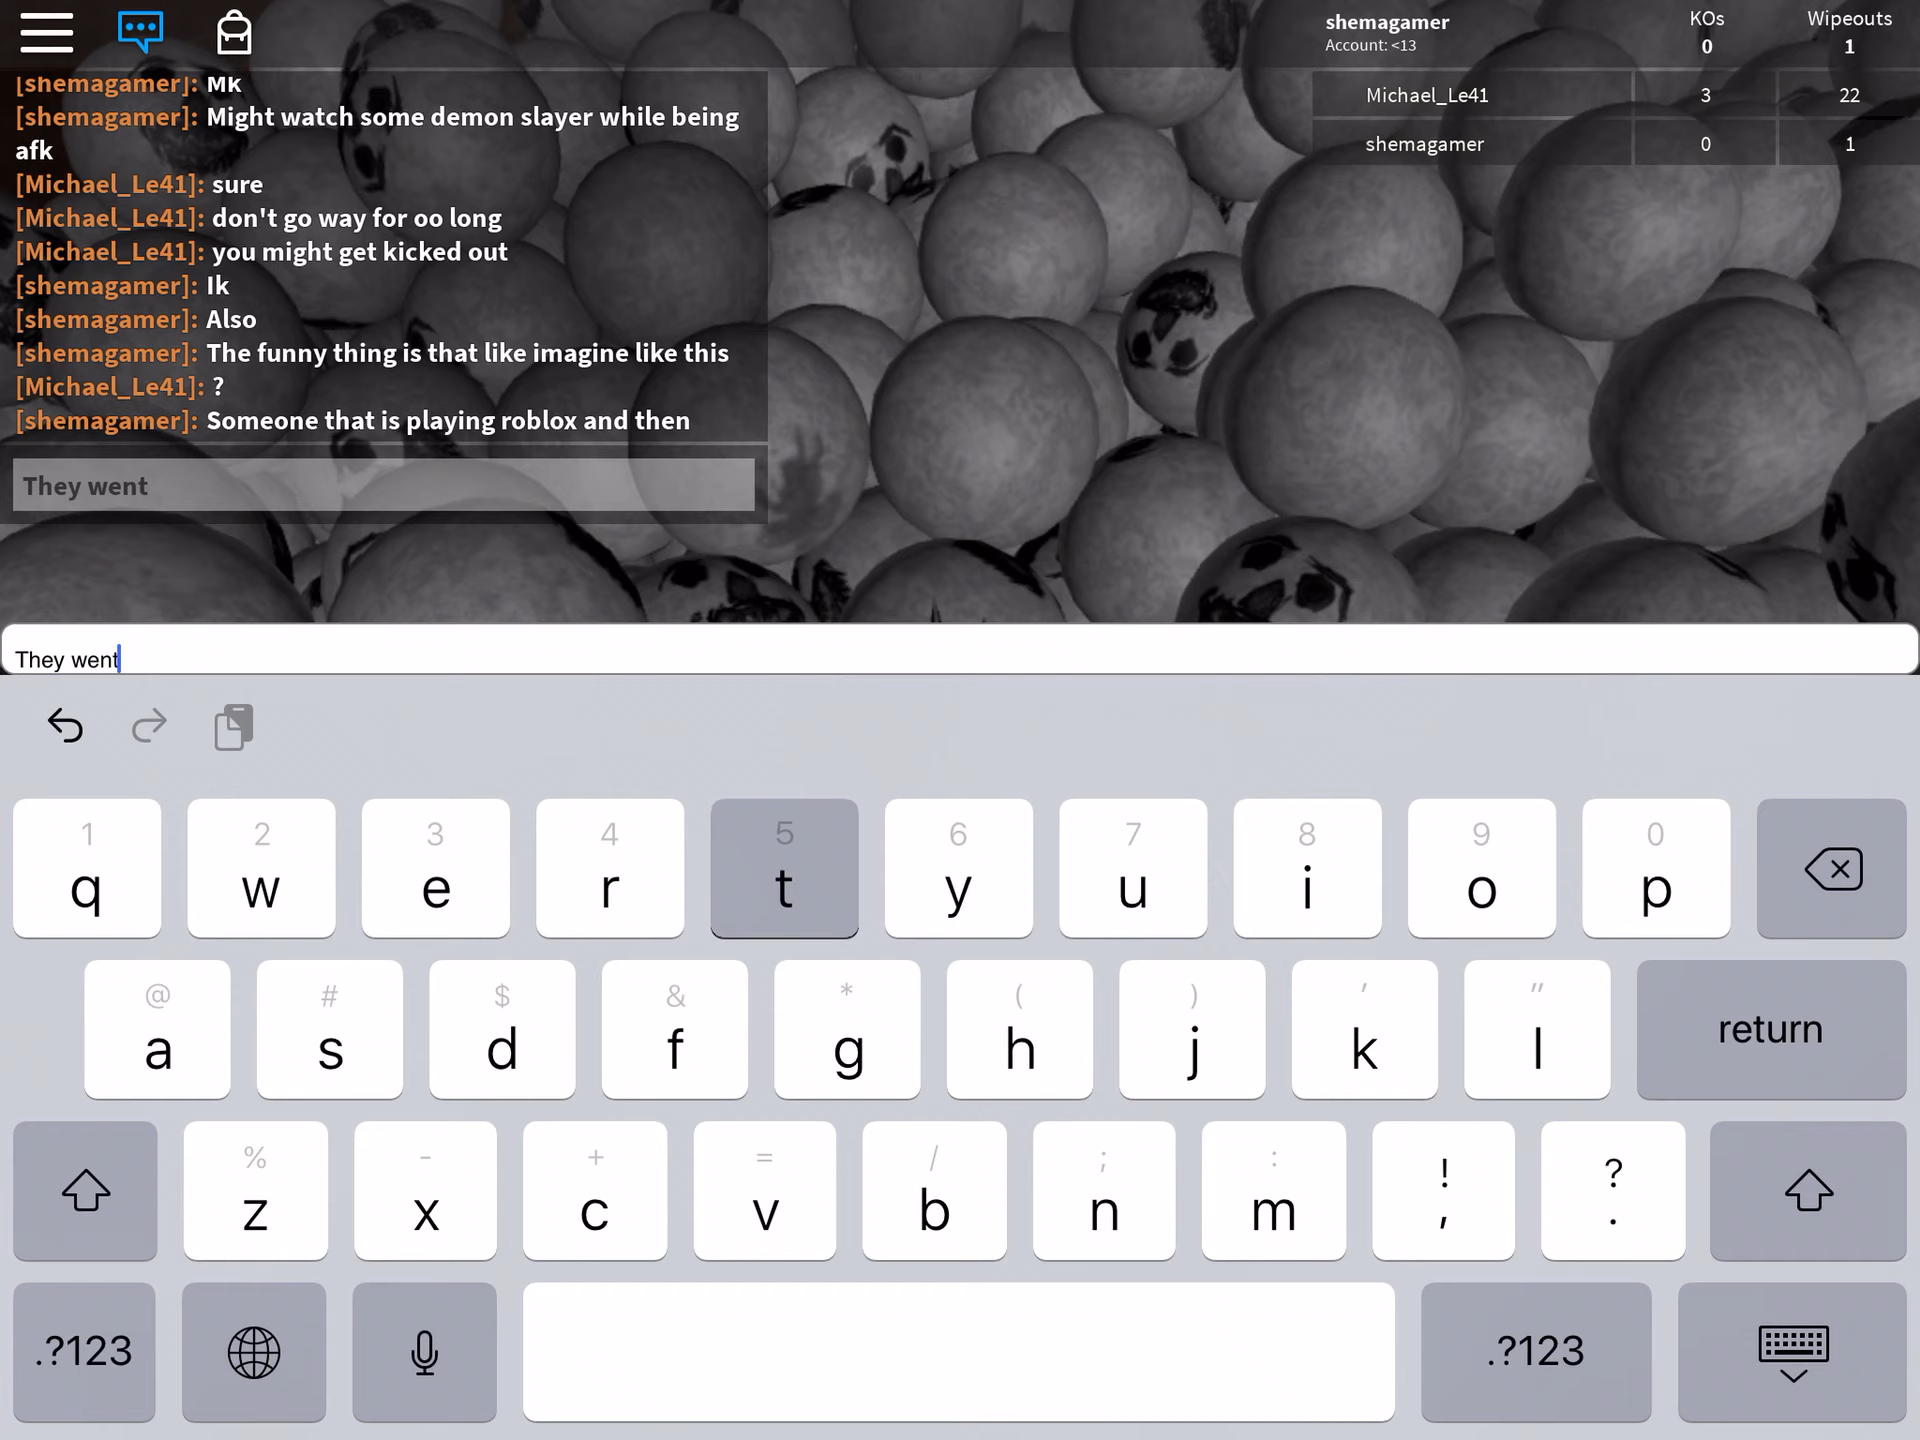 shemagamer
Account: <13
KOs
0
Wipeouts
1
Michael_Le41 3 22
shemagamer 0 1
[shemagamer]: Mk
[shemagamer]: Might watch some demon slayer while being
afk
[Michael_Le41]: sure
[Michael_Le41]: don't go way for oo long
[Michael_Le41]: you might get kicked out
[shemagamer]: Ik
[shemagamer]: Also
[shemagamer]: The funny thing is that like imagine like this
[Michael_Le41]: ?
[shemagamer]: Someone that is playing roblox and then
They went
They went
1 2 3 4 5 6 7 8 9 0
q w e r t y u i o p
@ # $ & * ( ) ' "
a s d f g h j k l return
% - + = / ; : ! ?
z x c v b n m , .
.?123 .?123